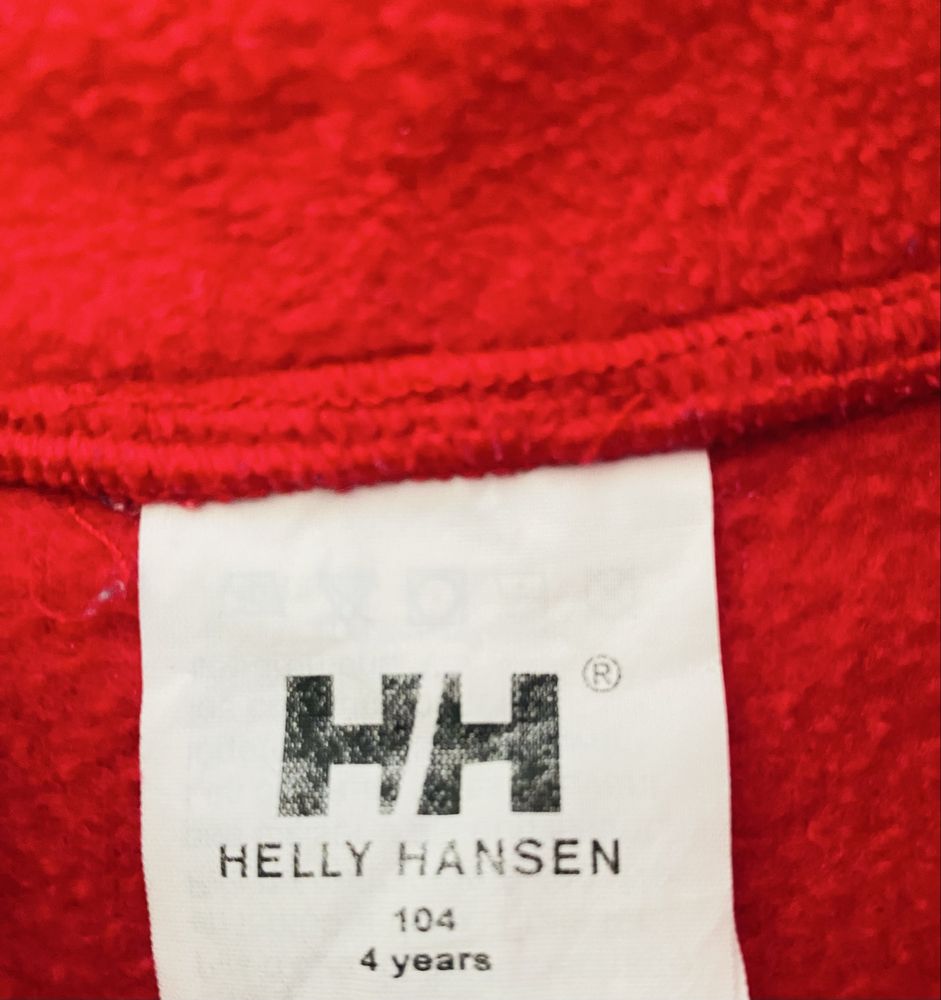 HH®
HELLY HANSEN
104
4 years